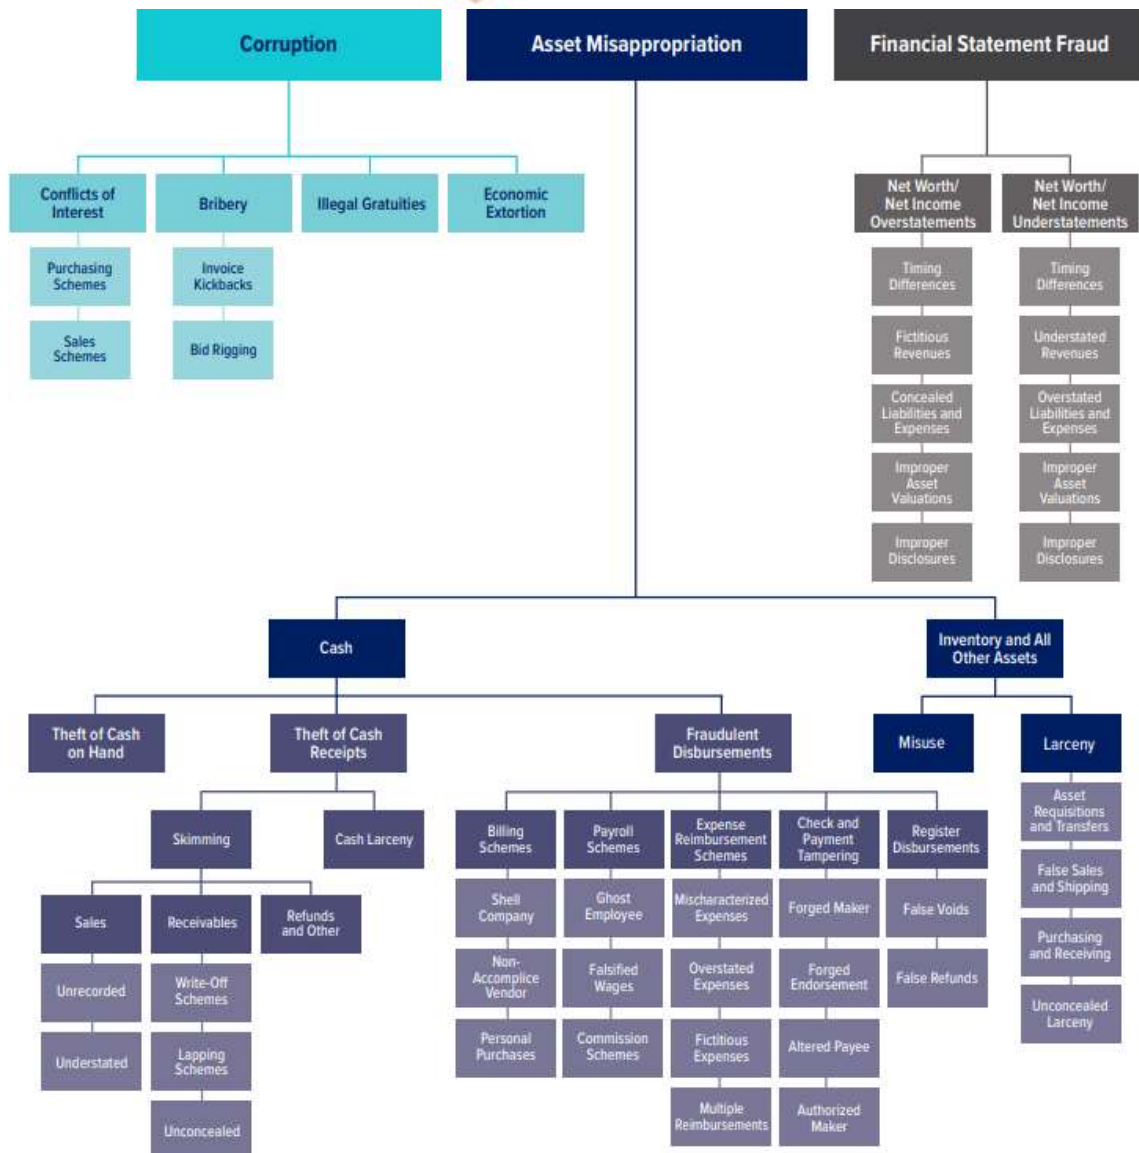 Corruption
Asset Misappropriation
Financial Statement Fraud
Conflicts of
Interest
Bribery
Illegal Gratuities
Economic
Extortion
Net Worth/
Net Income
Overstatements
Net Worth/
Net Income
Understatements
Purchasing
Schemes
Sales
Schemes
Invoice
Kickbacks
Bid Rigging
Timing
Differences
Fictitious
Revenues
Concealed
Liabilities and
Expenses
Improper
Asset
Valuations
Improper
Disclosures
Timing
Differences
Understated
Revenues
Overstated
Liabilities and
Expenses
Improper
Asset
Valuations
Improper
Disclosures
Cash
Inventory and All
Other Assets
Theft of Cash
on Hand
Theft of Cash
Receipts
Fraudulent
Disbursements
Misuse
Larceny
Skimming
Cash Larceny
Sales
Receivables
Refunds
and Other
Unrecorded
Understated
Write-Off
Schemes
Lapping
Schemes
Unconcealed
Billing
Schemes
Shell
Company
Non-
Accomplice
Vendor
Personal
Purchases
Payroll
Schemes
Ghost
Employee
Falsified
Wages
Commission
Schemes
Expense
Reimbursement
Schemes
Mischaracterized
Expenses
Overstated
Expenses
Fictitious
Expenses
Multiple
Reimbursements
Check and
Payment
Tampering
Forged Maker
Forged
Endorsement
Altered Payee
Authorized
Maker
Register
Disbursements
False Voids
False Refunds
Asset
Requisitions
and Transfers
False Sales
and Shipping
Purchasing
and Receiving
Unconcealed
Larceny